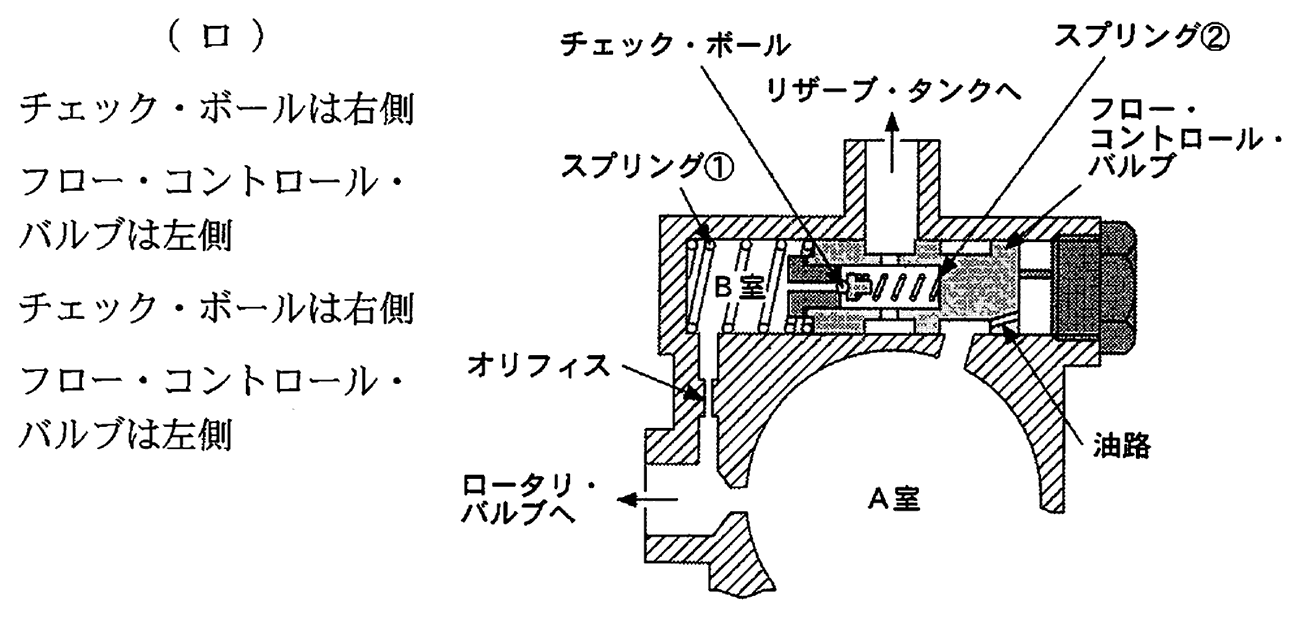 ( ロ )
チェック・ボールは右側
フロー・コントロール・
バルブは左側
チェック・ボールは右側
フロー・コントロール・
バルブは左側
チェック・ボール
スプリング②
リザーブ・タンクへ
フロー・
コントロール・
バルブ
スプリング①
B室
オリフィス
油路
ロータリ・
バルブへ
A室